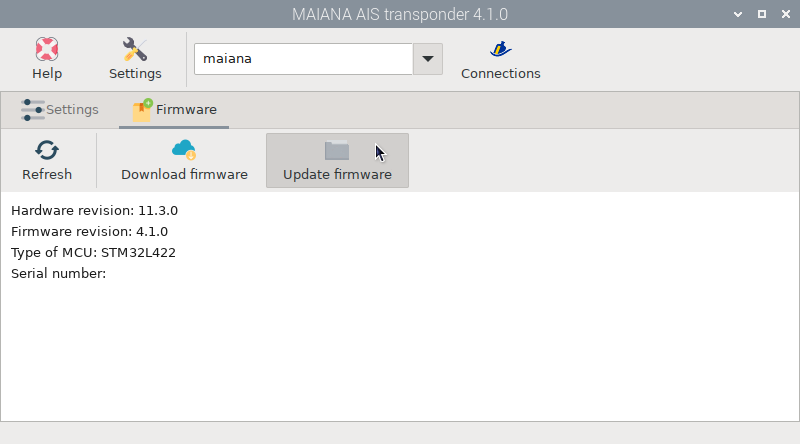 MAIANA AIS transponder 4.1.0
Help
Settings
maiana
Connections
Settings
Firmware
Refresh
Download firmware
Update firmware
Hardware revision: 11.3.0
Firmware revision: 4.1.0
Type of MCU: STM32L422
Serial number: